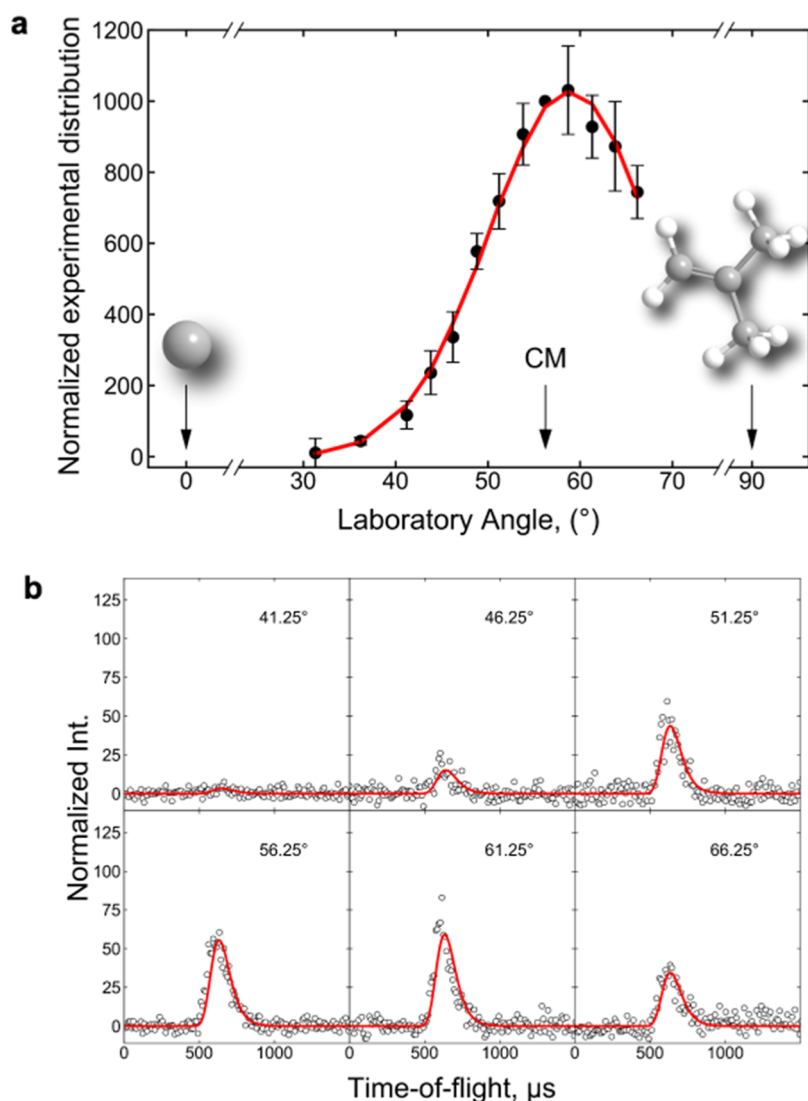 a
Normalized experimental distribution
1200
1000
800
600
400
200
0
CM
0 30 40 50 60 70 90
Laboratory Angle, (°)
b
Normalized Int.
125
100
75
50
25
0
41.25° 46.25° 51.25°
125
100
75
50
25
0
56.25° 61.25° 66.25°
0 500 1000 0 500 1000 0 500 1000
Time-of-flight, µs